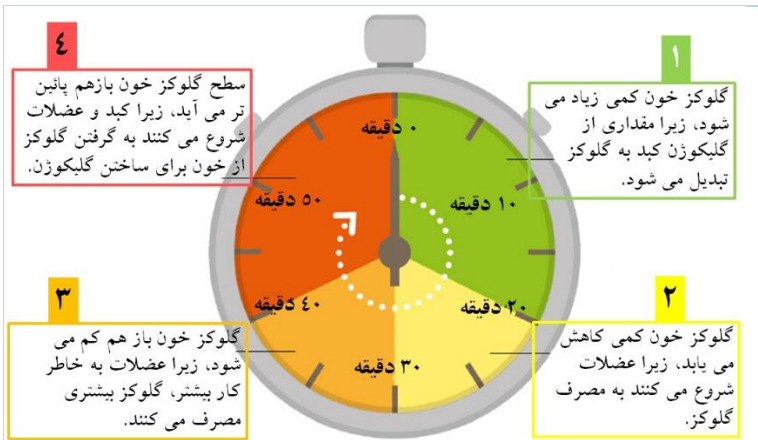 ۱
گلوکز خون کمی زیاد می
شود، زیرا مقداری از
گلیکوژن کبد به گلوکز
تبدیل می شود.
۲
گلوکز خون کمی کاهش
می یابد، زیرا عضلات
شروع می کنند به مصرف
گلوکز.
۳
گلوکز خون باز هم کم می
شود، زیرا عضلات به خاطر
کار بیشتر، گلوکز بیشتری
مصرف می کنند.
٤
سطح گلوکز خون بازهم پائین
تر می آید، زیرا کبد و عضلات
شروع می کنند به گرفتن گلوکز
از خون برای ساختن گلیکوژن.
۰ دقیقه
۱۰ دقیقه
۲۰ دقیقه
۳۰ دقیقه
٤۰ دقیقه
۵۰ دقیقه